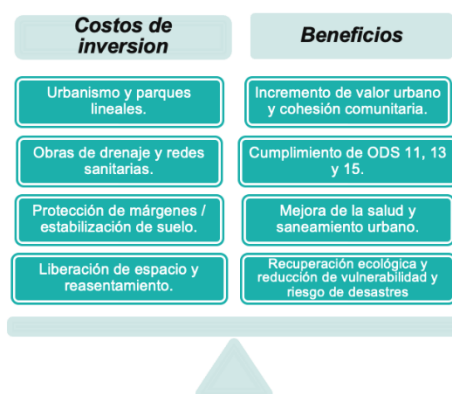 Costos de
inversion
Urbanismo y parques
lineales.
Obras de drenaje y redes
sanitarias.
Protección de márgenes /
estabilización de suelo.
Liberación de espacio y
reasentamiento.
Beneficios
Incremento de valor urbano
y cohesión comunitaria.
Cumplimiento de ODS 11, 13
y 15.
Mejora de la salud y
saneamiento urbano.
Recuperación ecológica y
reducción de vulnerabilidad y
riesgo de desastres